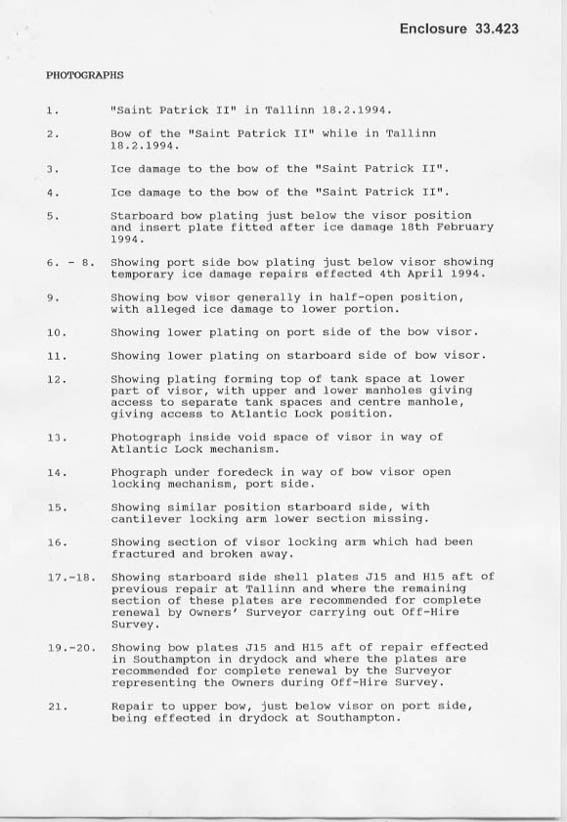 Enclosure 33.423
PHOTOGRAPHS
1. "Saint Patrick II" in Tallinn 18.2.1994.
2. Bow of the "Saint Patrick II" while in Tallinn
18.2.1994.
3. Ice damage to the bow of the "Saint Patrick II".
4. Ice damage to the bow of the "Saint Patrick II".
5. Starboard bow plating just below the visor position
and insert plate fitted after ice damage 18th February
1994.
6. - 8. Showing port side bow plating just below visor showing
temporary ice damage repairs effected 4th April 1994.
9. Showing bow visor generally in half-open position,
with alleged ice damage to lower portion.
10. Showing lower plating on port side of the bow visor.
11. Showing lower plating on starboard side of bow visor.
12. Showing plating forming top of tank space at lower
part of visor, with upper and lower manholes giving
access to separate tank spaces and centre manhole,
giving access to Atlantic Lock position.
13. Photograph inside void space of visor in way of
Atlantic Lock mechanism.
14. Phograph under foredeck in way of bow visor open
locking mechanism, port side.
15. Showing similar position starboard side, with
cantilever locking arm lower section missing.
16. Showing section of visor locking arm which had been
fractured and broken away.
17.-18. Showing starboard side shell plates J15 and H15 aft of
previous repair at Tallinn and where the remaining
section of these plates are recommended for complete
renewal by Owners' Surveyor carrying out Off-Hire
Survey.
19.-20. Showing bow plates J15 and H15 aft of repair effected
in Southampton in drydock and where the plates are
recommended for complete renewal by the Surveyor
representing the Owners during Off-Hire Survey.
21. Repair to upper bow, just below visor on port side,
being effected in drydock at Southampton.